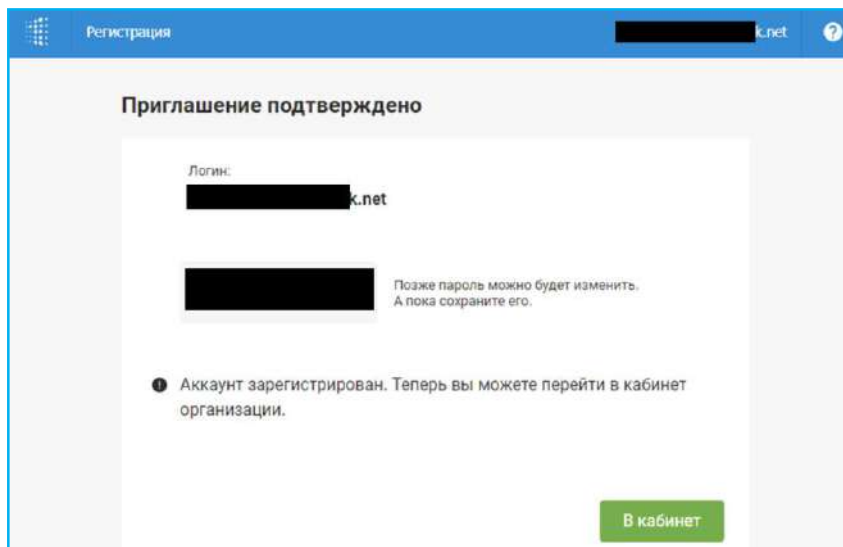 Регистрация
k.net
Приглашение подтверждено
Логин:
k.net
Позже пароль можно будет изменить.
А пока сохраните его.
Аккаунт зарегистрирован. Теперь вы можете перейти в кабинет
организации.
В кабинет